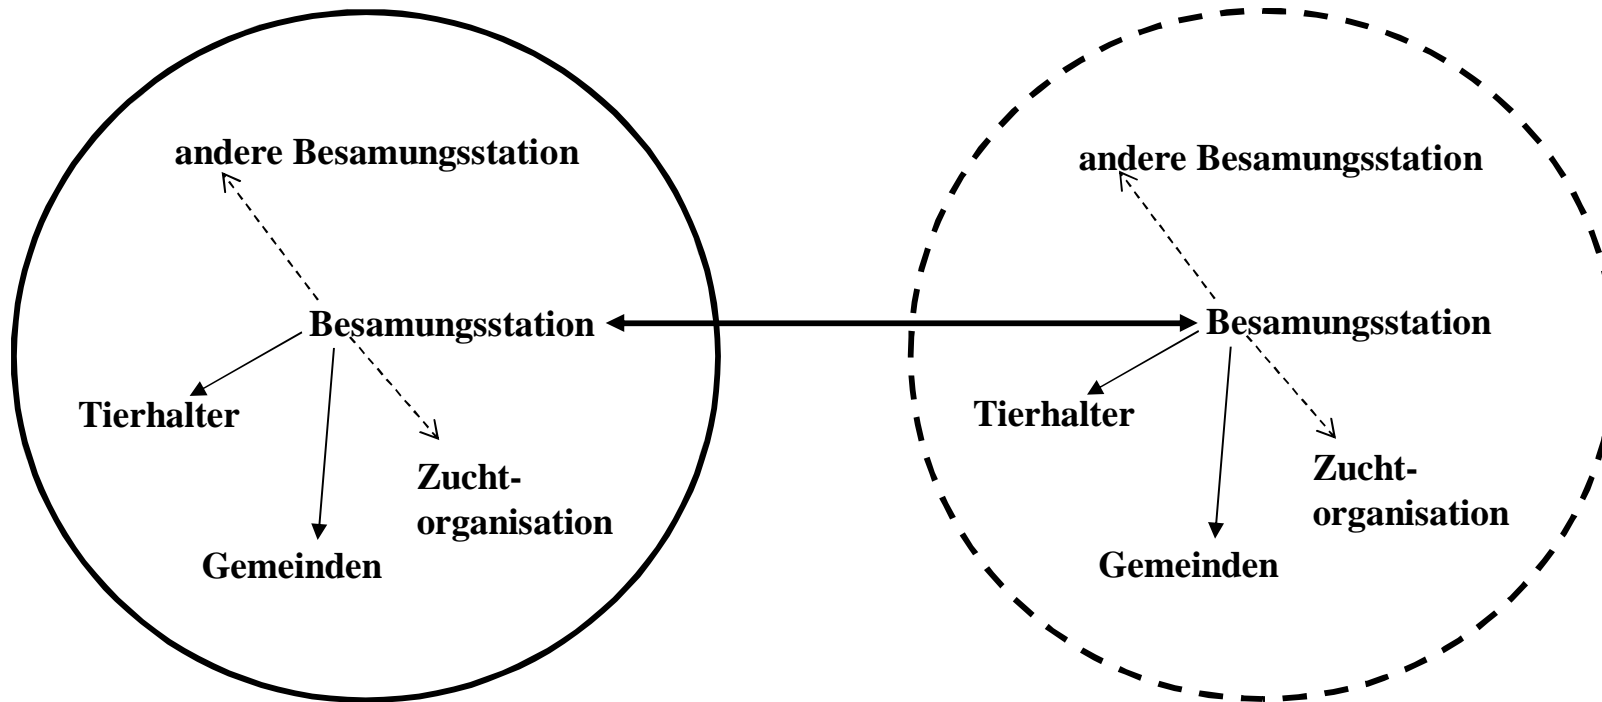 andere Besamungsstation
Besamungsstation
Tierhalter
Zucht-
organisation
Gemeinden
andere Besamungsstation
Besamungsstation
Tierhalter
Zucht-
organisation
Gemeinden